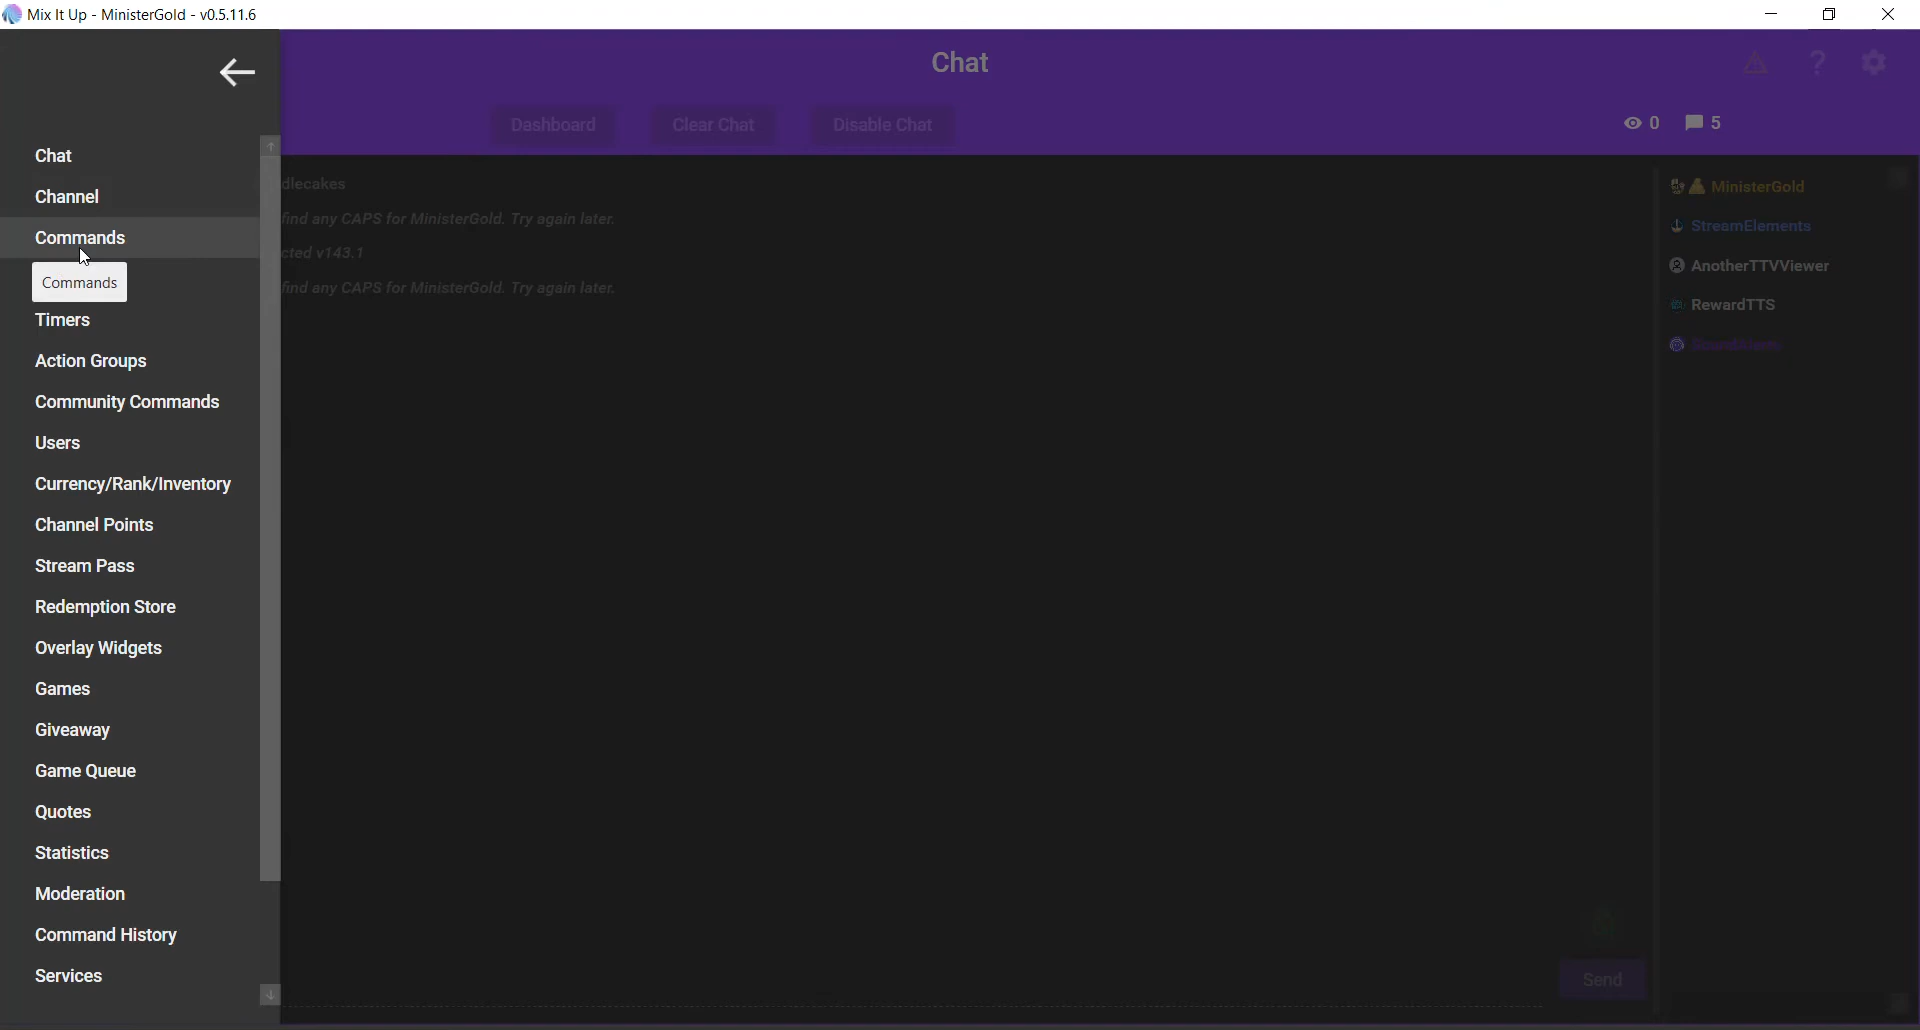 Mix It Up - MinisterGold - v0.5.11.6
Chat
Dashboard
Clear Chat
Disable Chat
0
5
Chat
Channel
Commands
Commands
Timers
Action Groups
Community Commands
Users
Currency/Rank/Inventory
Channel Points
Stream Pass
Redemption Store
Overlay Widgets
Games
Giveaway
Game Queue
Quotes
Statistics
Moderation
Command History
Services
dlecakes
find any CAPS for MinisterGold. Try again later.
cted v143.1
find any CAPS for MinisterGold. Try again later.
MinisterGold
StreamElements
AnotherTTVViewer
RewardTTS
Send